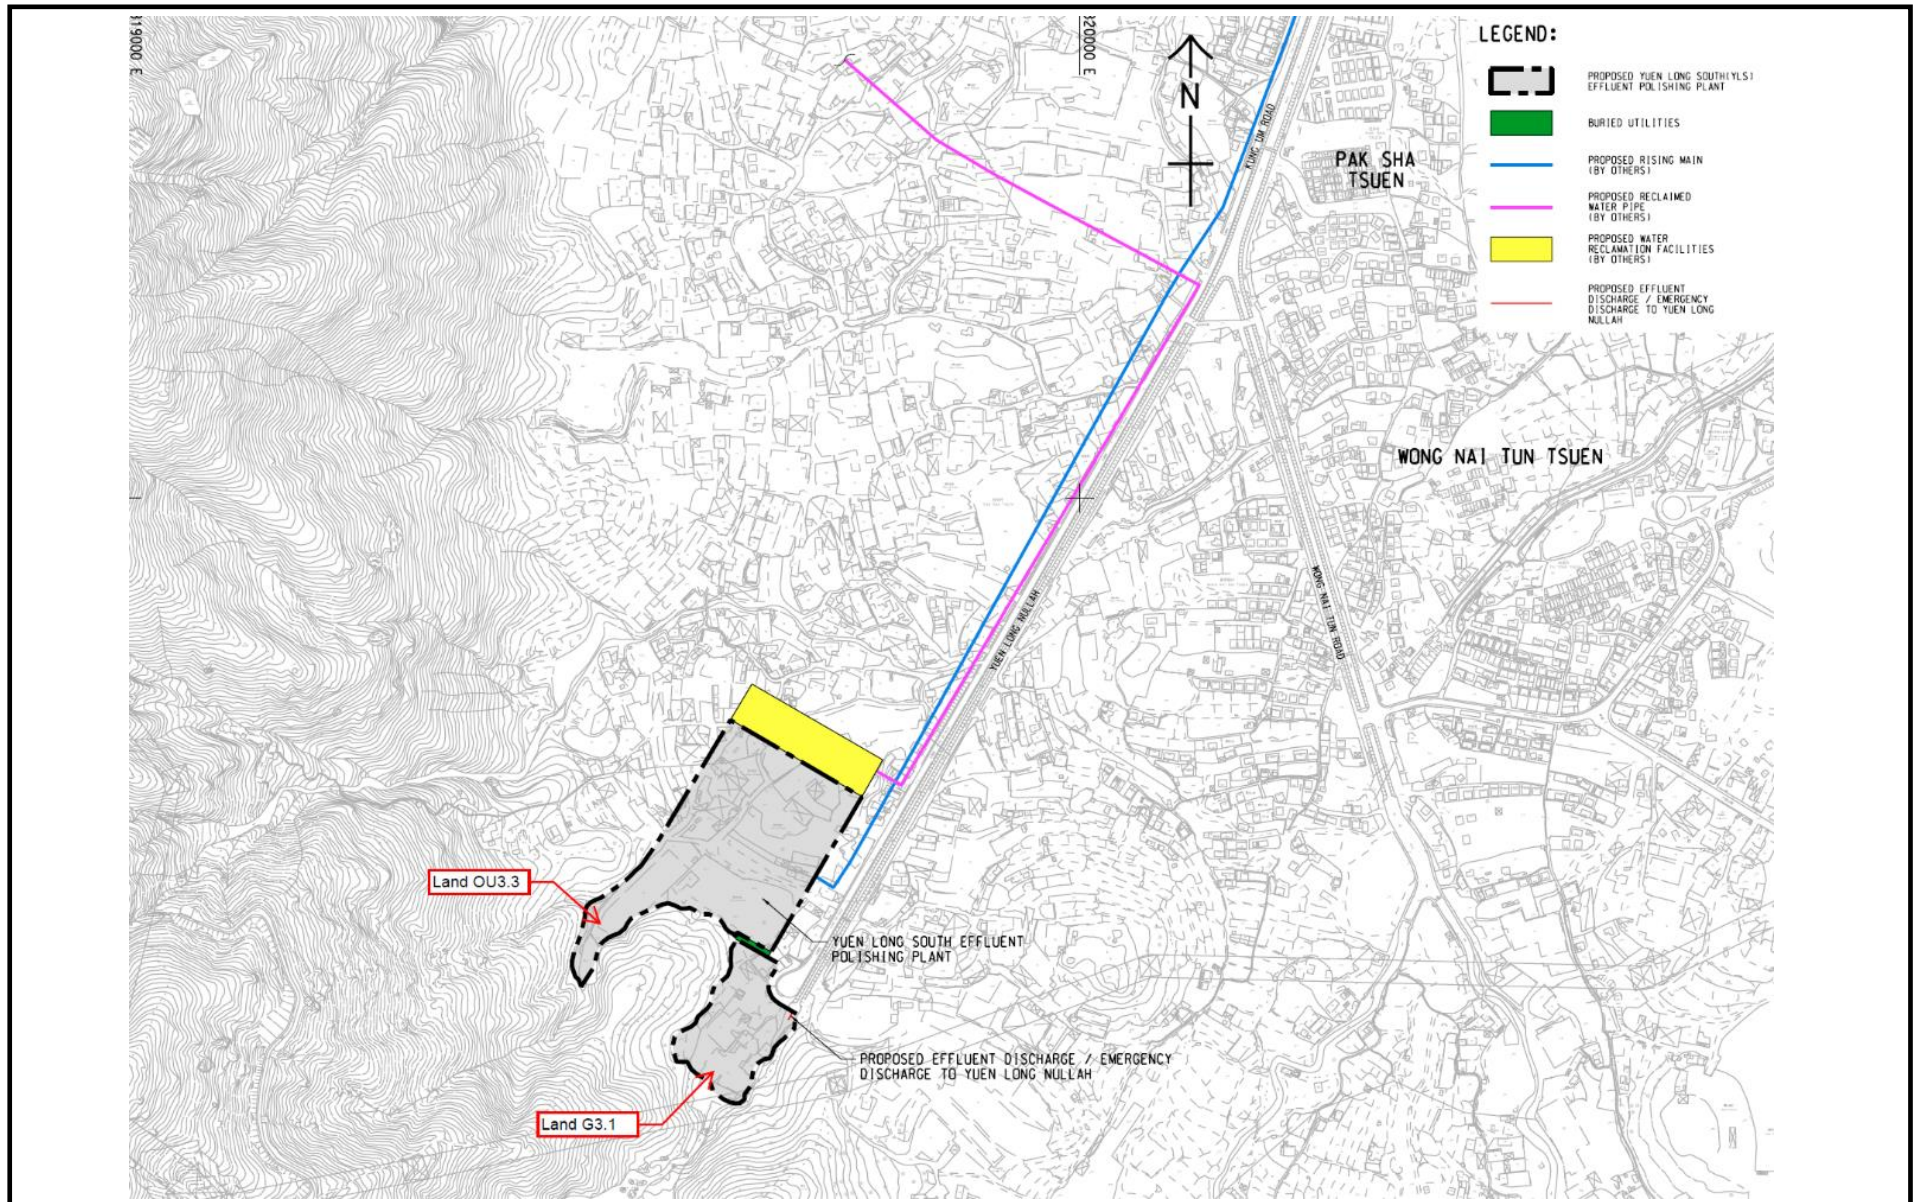 319000 E
320000 E
N
LEGEND:
PROPOSED YUEN LONG SOUTH(YLS)
EFFLUENT POLISHING PLANT
BURIED UTILITIES
PROPOSED RISING MAIN
(BY OTHERS)
PROPOSED RECLAIMED
WATER PIPE
(BY OTHERS)
PROPOSED WATER
RECLAMATION FACILITIES
(BY OTHERS)
PROPOSED EFFLUENT
DISCHARGE / EMERGENCY
DISCHARGE TO YUEN LONG
NULLAH
KUNG UM ROAD
PAK SHA
TSUEN
WONG NAI TUN TSUEN
WONG NAI TUN ROAD
YUEN LONG NULLAH
Land OU3.3
YUEN LONG SOUTH EFFLUENT
POLISHING PLANT
PROPOSED EFFLUENT DISCHARGE / EMERGENCY
DISCHARGE TO YUEN LONG NULLAH
Land G3.1